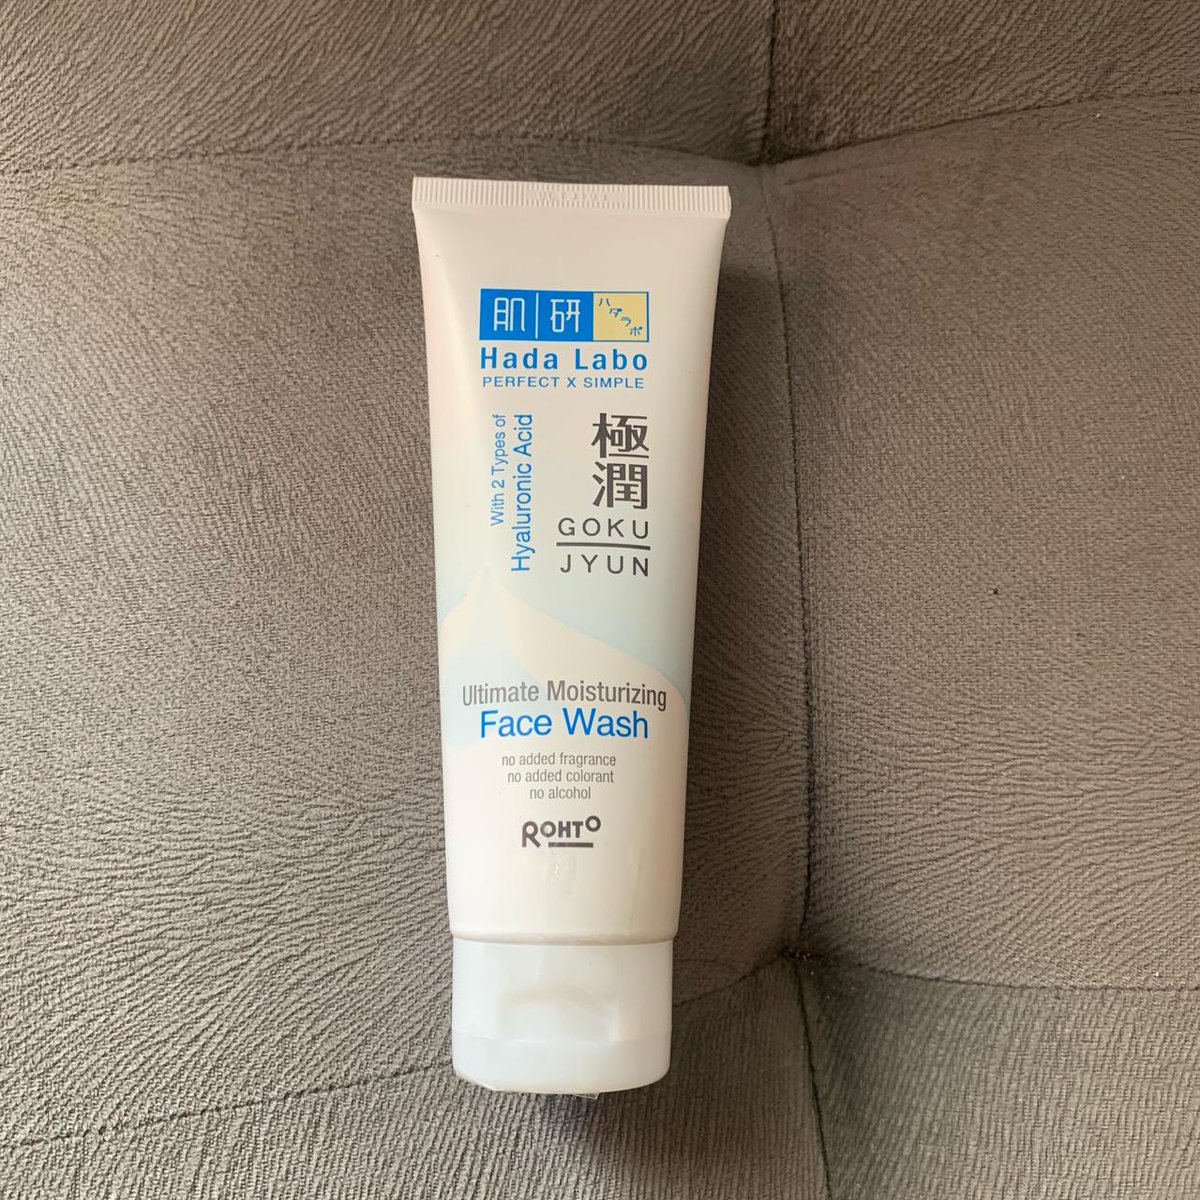 肌研 ハダラボ
Hada Labo
PERFECT X SIMPLE
With 2 Types of
Hyaluronic Acid
極潤
GOKU
JYUN
Ultimate Moisturizing
Face Wash
no added fragrance
no added colorant
no alcohol
ROHTO